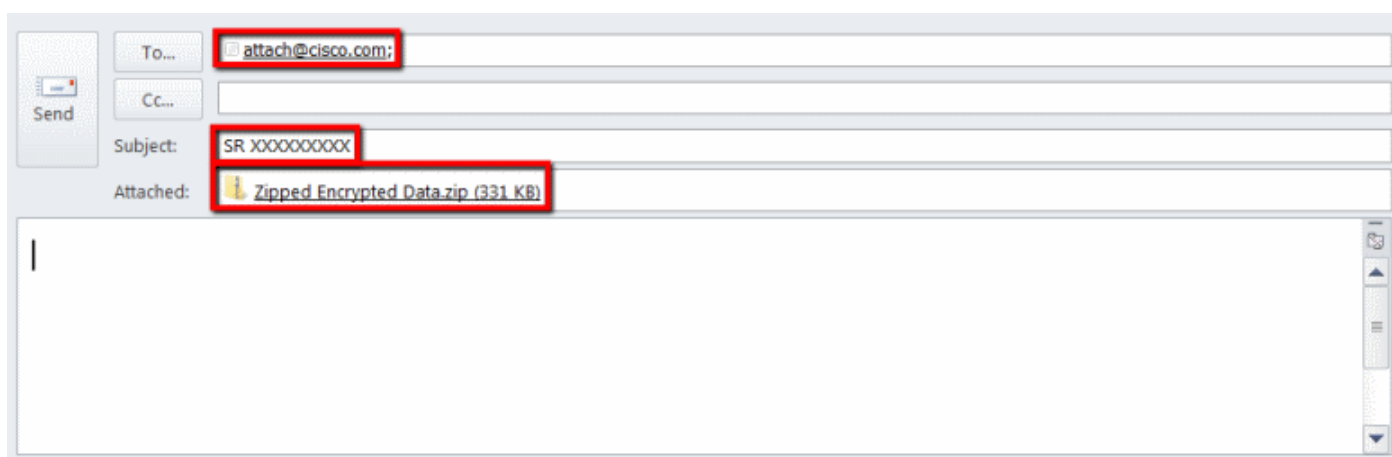 To...
attach@cisco.com;
Send
Cc...
Subject:
SR XXXXXXXXX
Attached:
Zipped Encrypted Data.zip (331 KB)